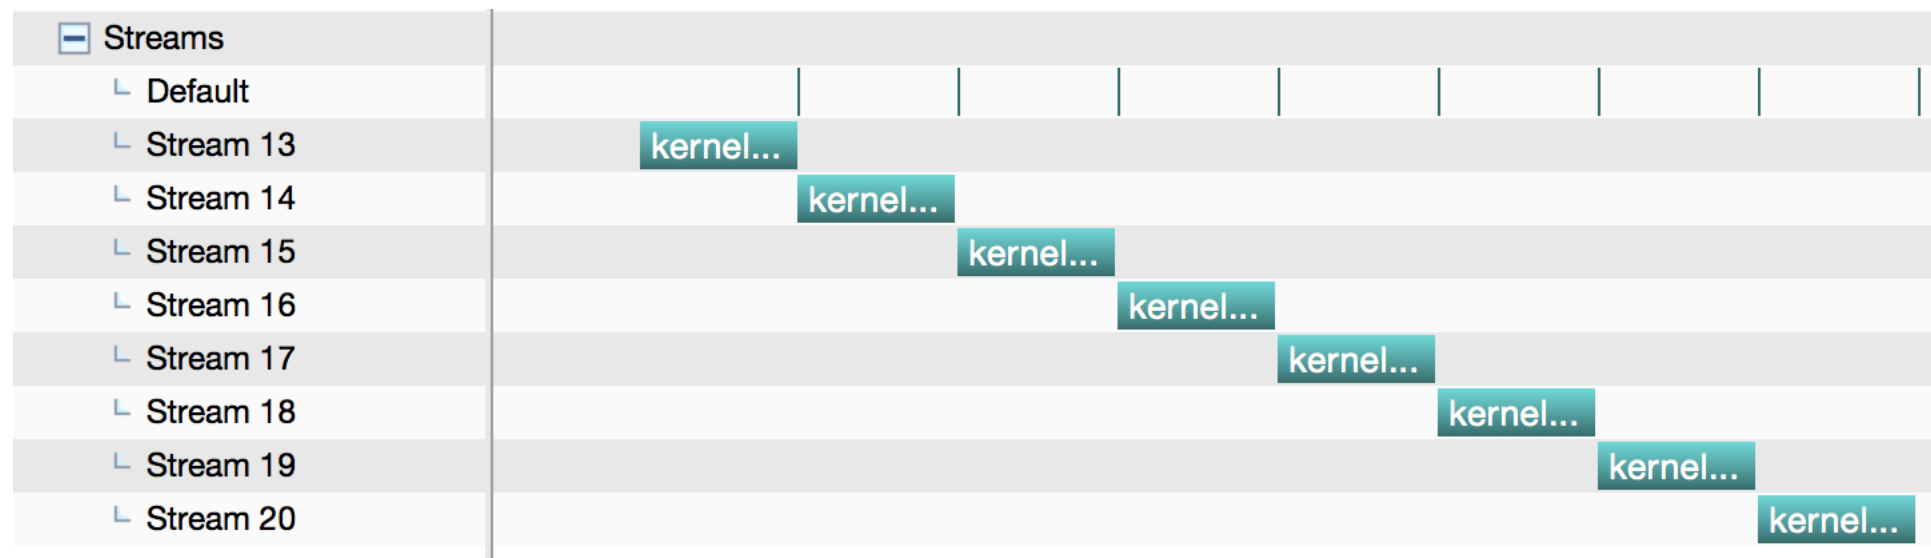 Streams
Default
Stream 13
kernel...
Stream 14
kernel...
Stream 15
kernel...
Stream 16
kernel...
Stream 17
kernel...
Stream 18
kernel...
Stream 19
kernel...
Stream 20
kernel...